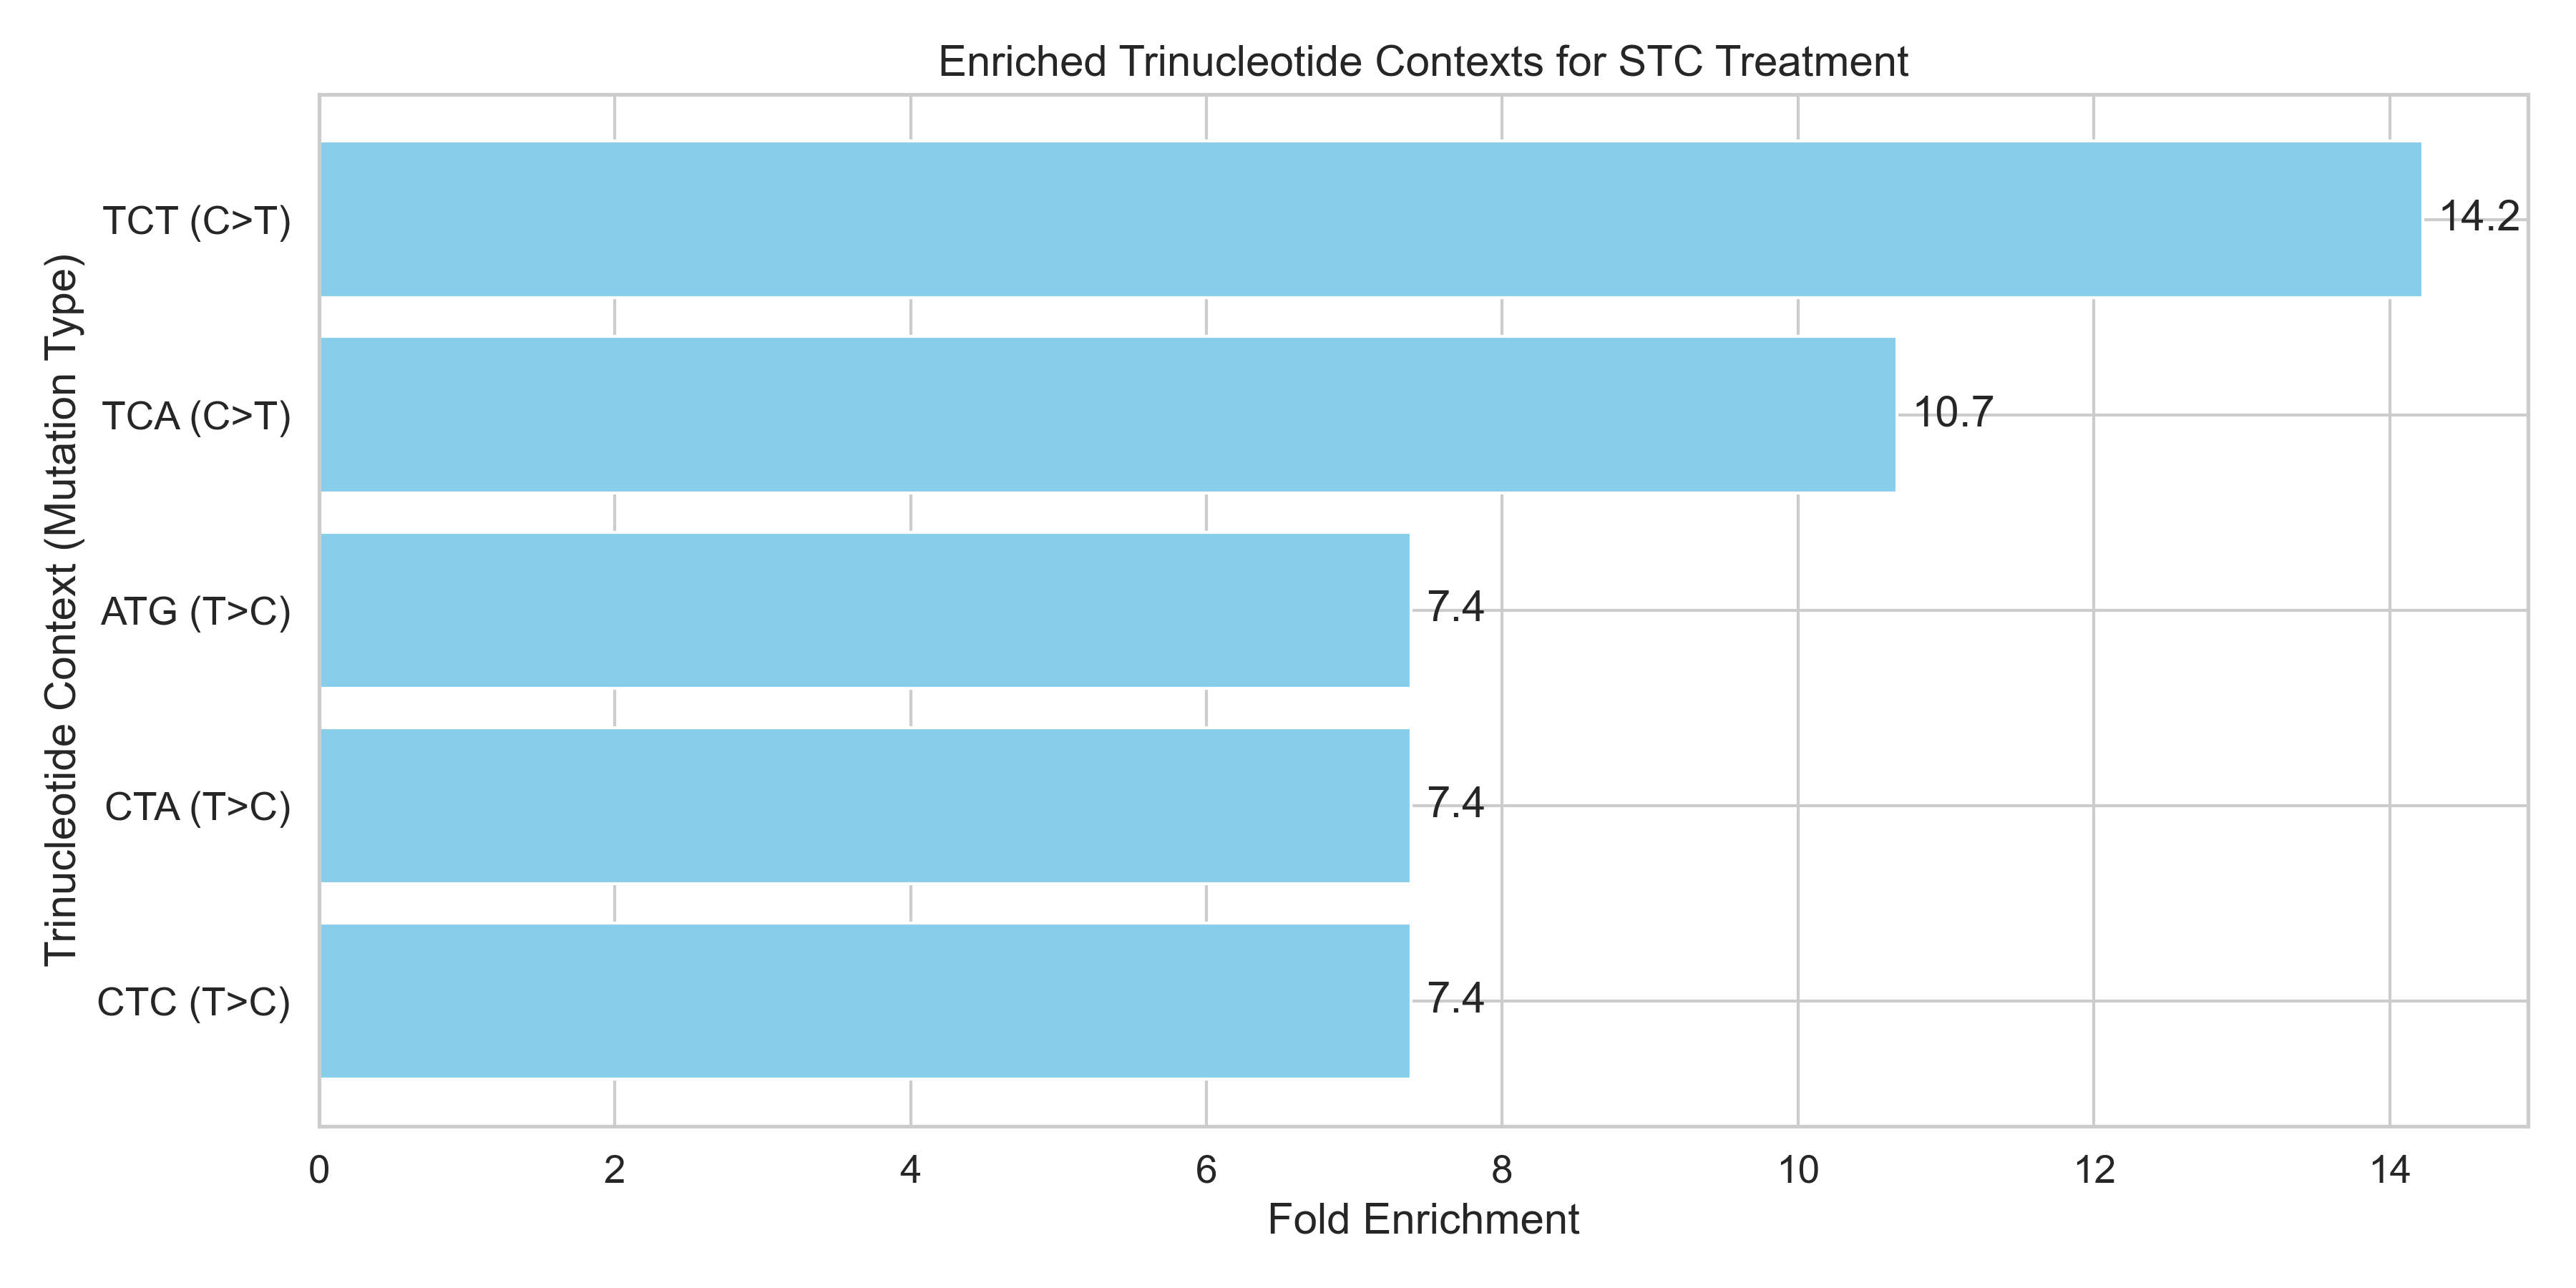 Enriched Trinucleotide Contexts for STC Treatment
Trinucleotide Context (Mutation Type)
TCT (C>T)
14.2
TCA (C>T)
10.7
ATG (T>C)
7.4
CTA (T>C)
7.4
CTC (T>C)
7.4
0 2 4 6 8 10 12 14
Fold Enrichment